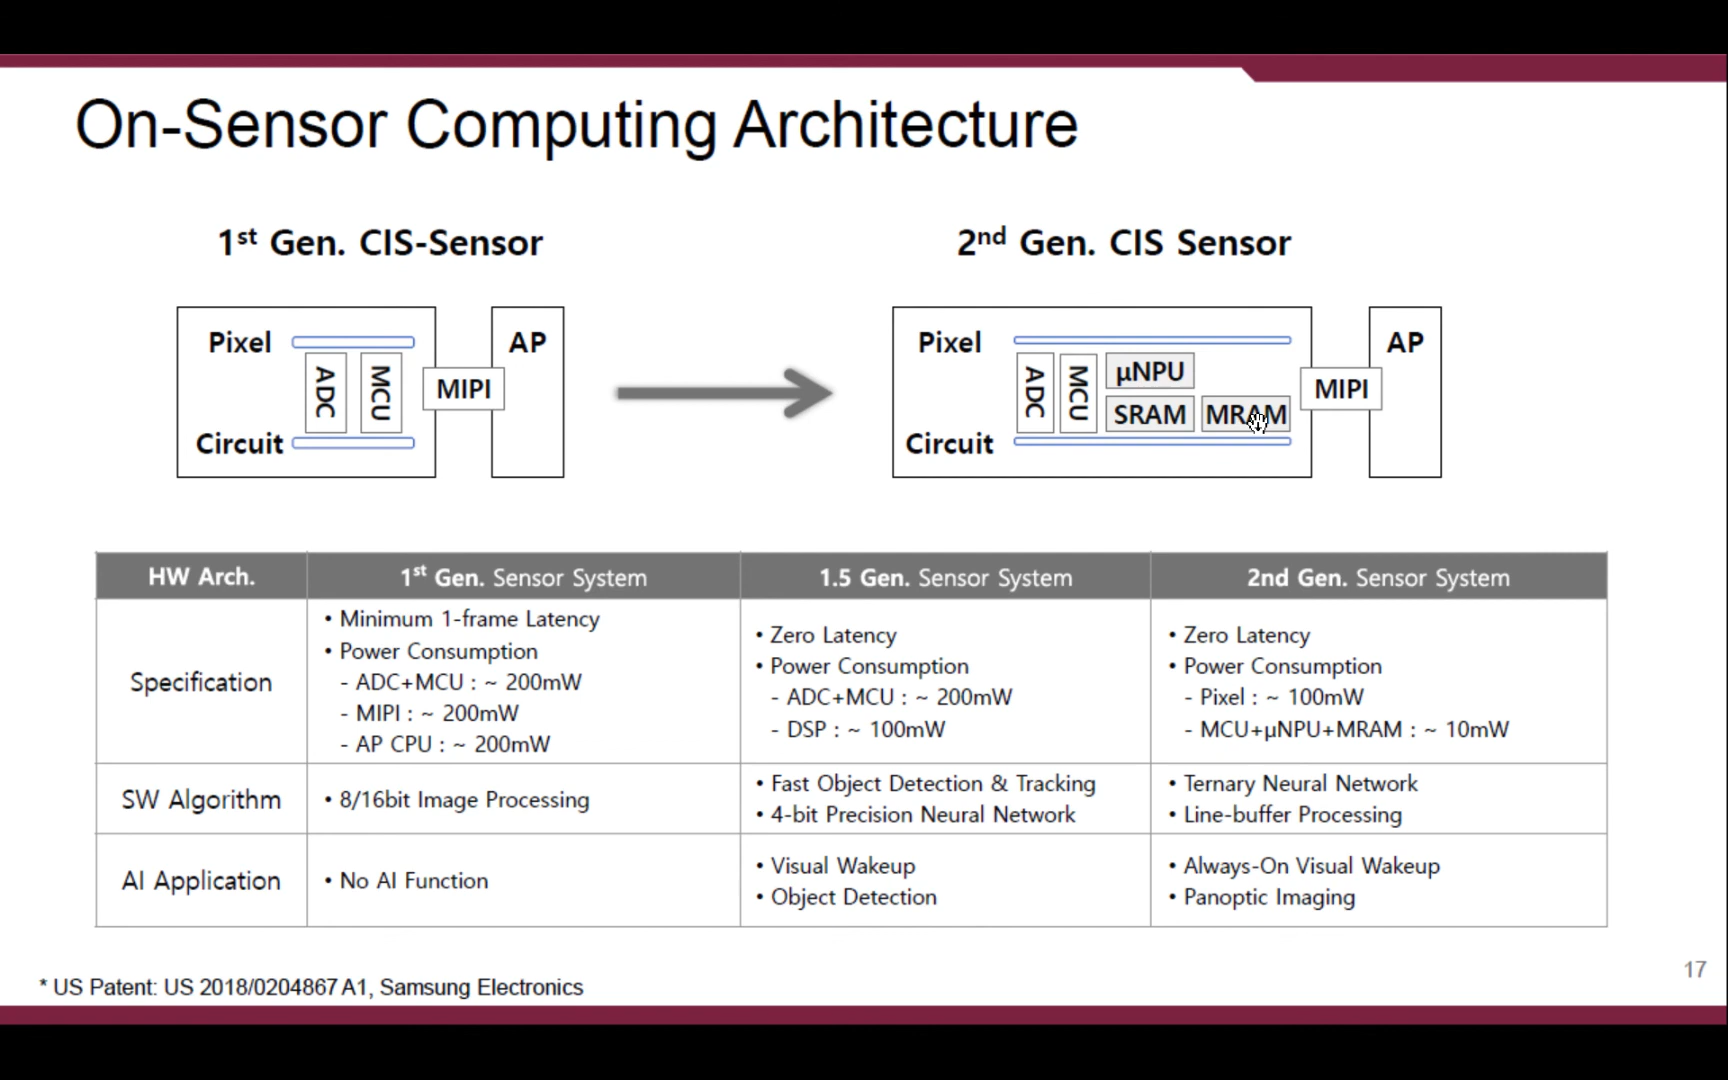 On-Sensor Computing Architecture
1st Gen. CIS-Sensor
2nd Gen. CIS Sensor
Pixel
ADC
MCU
Circuit
MIPI
AP
Pixel
ADC
MCU
μNPU
SRAM
MRAM
Circuit
MIPI
AP
HW Arch.
1st Gen. Sensor System
1.5 Gen. Sensor System
2nd Gen. Sensor System
Specification
• Minimum 1-frame Latency
• Power Consumption
- ADC+MCU : ~ 200mW
- MIPI : ~ 200mW
- AP CPU : ~ 200mW
• Zero Latency
• Power Consumption
- ADC+MCU : ~ 200mW
- DSP : ~ 100mW
• Zero Latency
• Power Consumption
- Pixel : ~ 100mW
- MCU+μNPU+MRAM : ~ 10mW
SW Algorithm
• 8/16bit Image Processing
• Fast Object Detection & Tracking
• 4-bit Precision Neural Network
• Ternary Neural Network
• Line-buffer Processing
AI Application
• No AI Function
• Visual Wakeup
• Object Detection
• Always-On Visual Wakeup
• Panoptic Imaging
17
* US Patent: US 2018/0204867 A1, Samsung Electronics